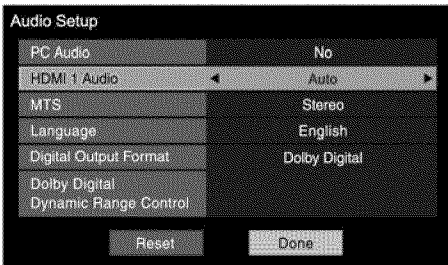 Audio Setup
PC Audio No
HDMI 1 Audio Auto
MTS Stereo
Language English
Digital Output Format Dolby Digital
Dolby Digital
Dynamic Range Control
Reset Done